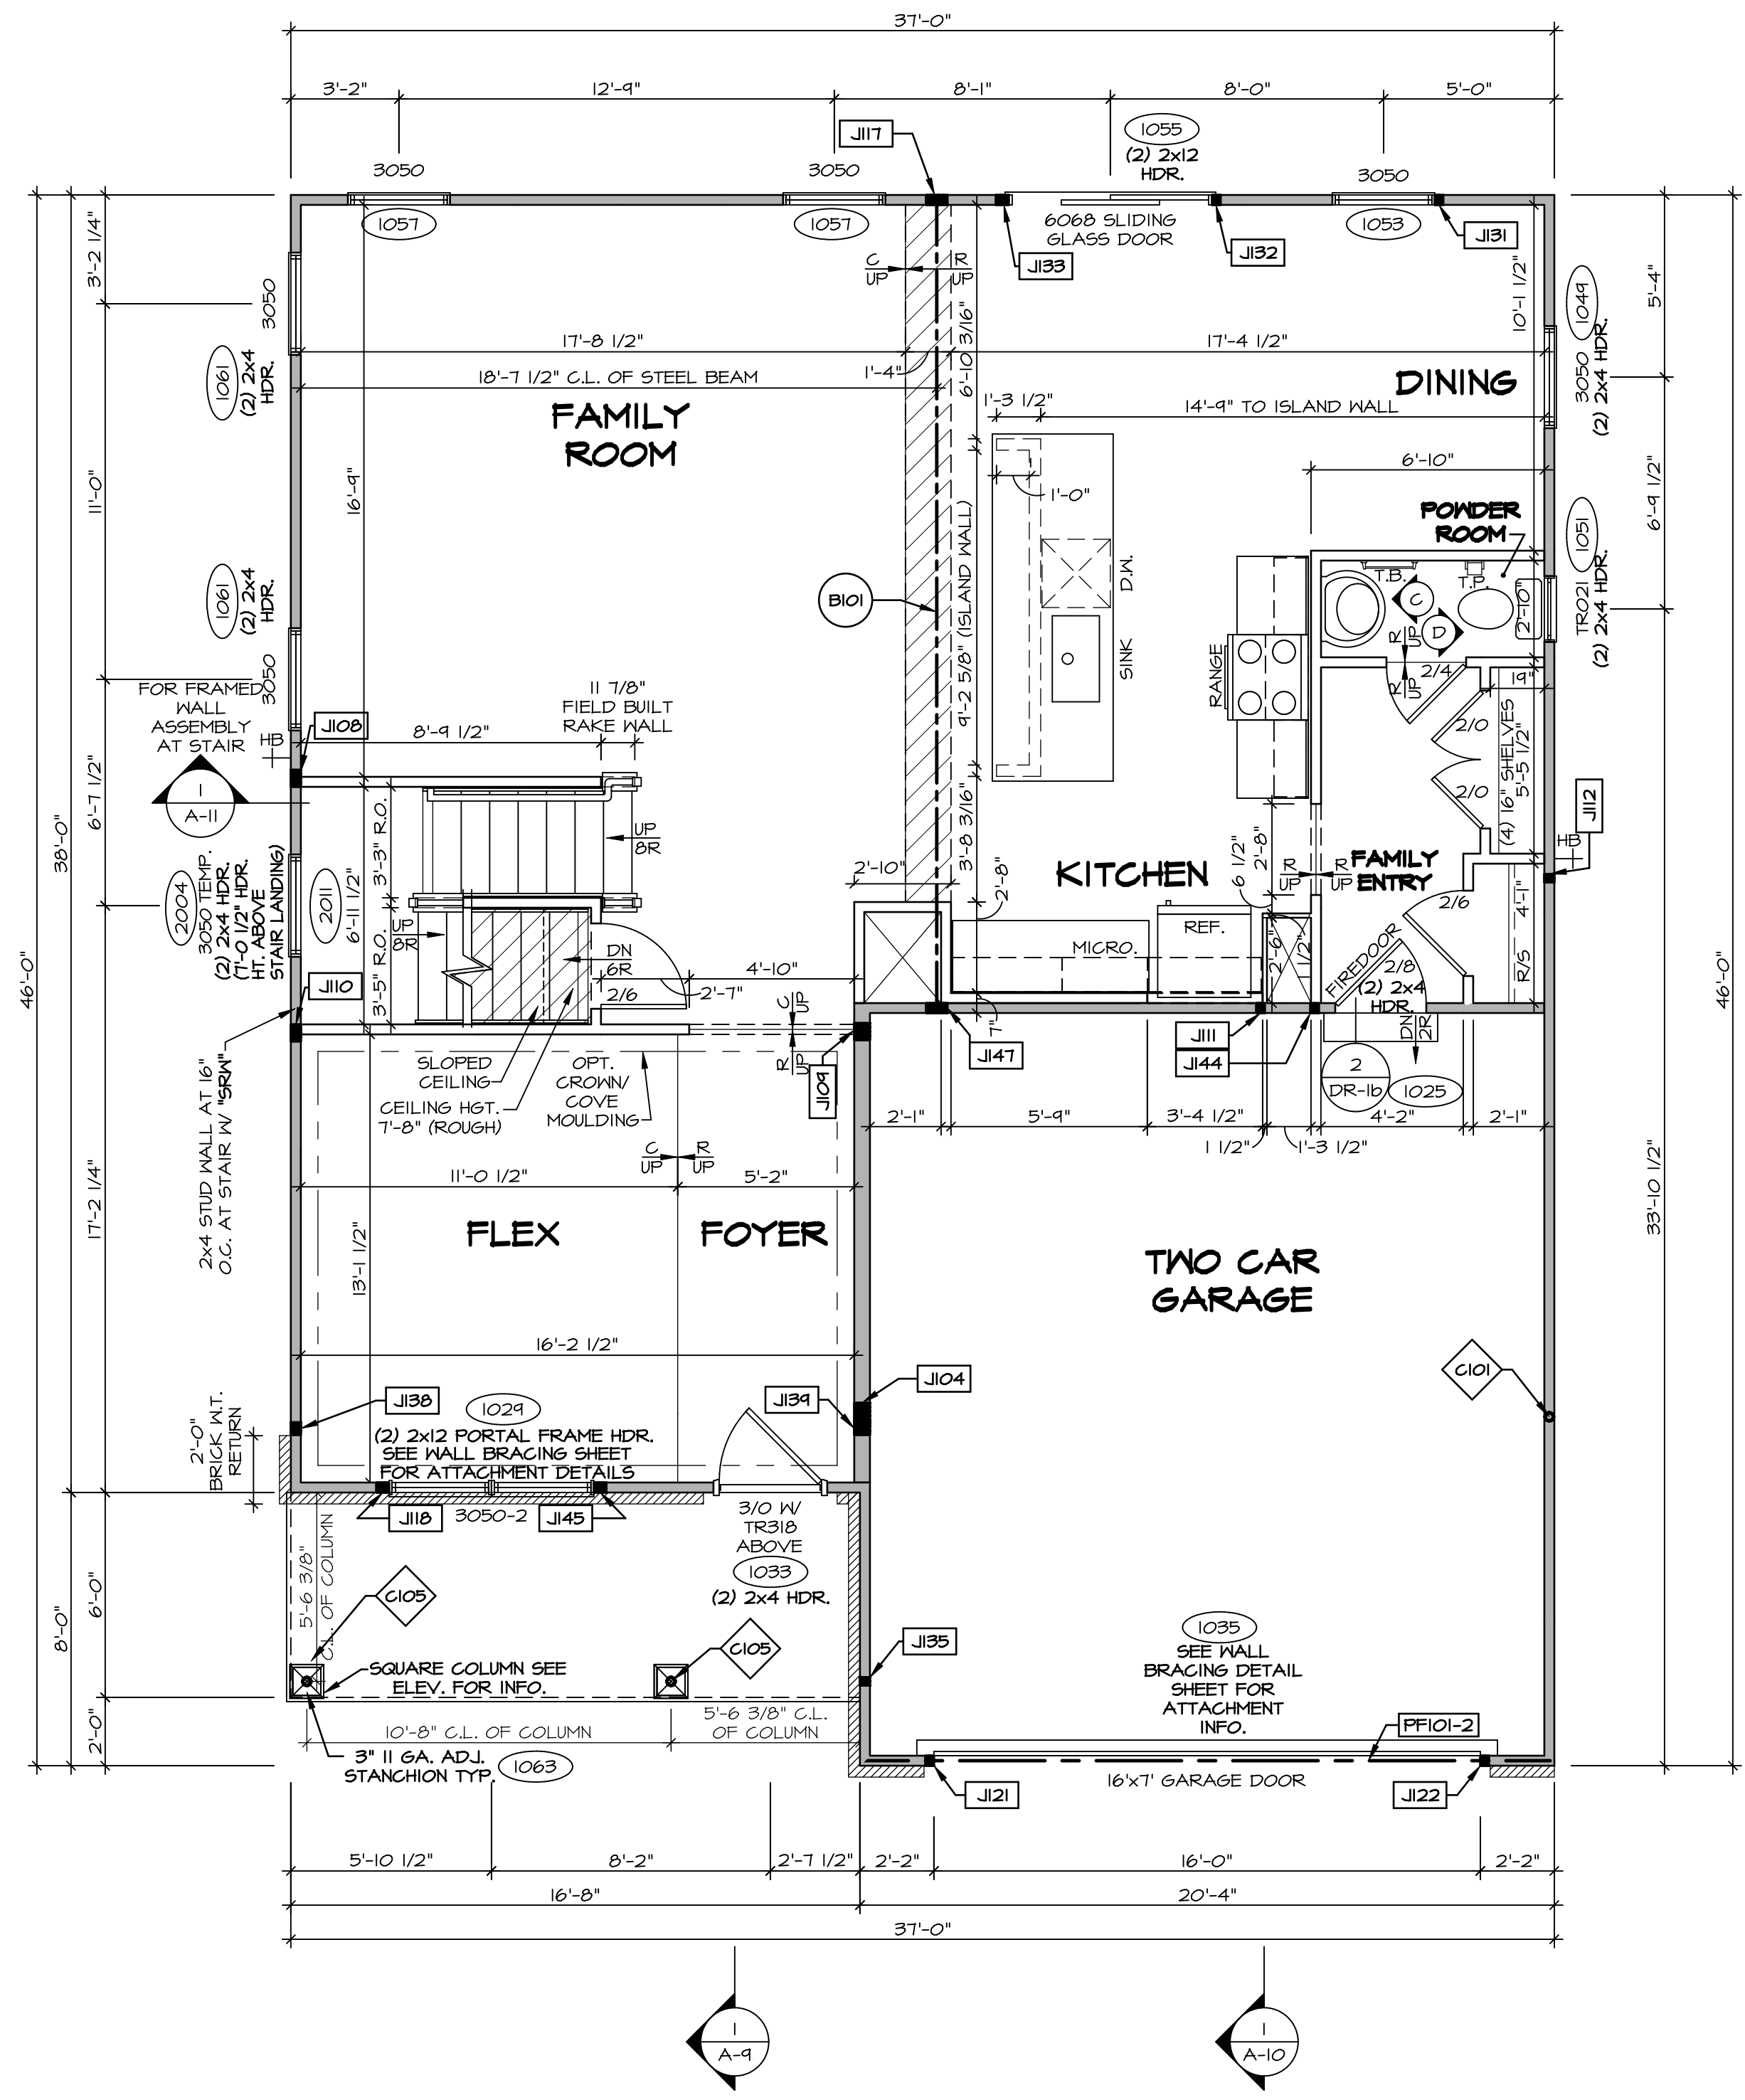 37'-0"
3'-2"
12'-9"
8'-1"
8'-0"
5'-0"
J117
1055
(2) 2x12
HDR.
3050
3050
3050
1057
1057
6068 SLIDING
GLASS DOOR
1053
J133
J132
J131
C
UP
R
UP
3'-2 1/4"
3050
1061
(2) 2x4
HDR.
11'-0"
1061
(2) 2x4
HDR.
3050
6'-7 1/2"
38'-0"
46'-0"
17'-2 1/4"
8'-0"
6'-0"
2'-0"
17'-8 1/2"
1'-4"
18'-7 1/2" C.L. OF STEEL BEAM
6'-10 3/16"
17'-4 1/2"
10'-1 1/2"
1049
3050
(2) 2x4 HDR.
5'-4"
FAMILY
ROOM
16'-9"
1'-3 1/2"
14'-9" TO ISLAND WALL
DINING
6'-10"
1'-0"
9'-2 5/8" (ISLAND WALL)
POWDER
ROOM
6'-9 1/2"
1051
TR021
(2) 2x4 HDR.
B101
D.W.
SINK
RANGE
T.B.
C
T.P.
D
2'-10"
R
UP
R
UP
2/4
19"
2/0
2/0
(4) 16" SHELVES
5'-5 1/2"
FOR FRAMED
WALL
ASSEMBLY
AT STAIR
HB
1
A-11
J108
8'-9 1/2"
11 7/8"
FIELD BUILT
RAKE WALL
3'-3" R.O.
UP
8R
6'-11 1/2"
3'-5" R.O.
UP
8R
DN
6R
2/6
2'-7"
4'-10"
2'-10"
3'-8 3/16"
2'-8"
KITCHEN
6 1/2"
2'-8"
R
UP
R
UP
FAMILY
ENTRY
J112
HB
2/6
4'-1"
R/S
2004
3050 TEMP.
(2) 2x4 HDR.
(7'-0 1/2" HDR.
HT. ABOVE
STAIR LANDING)
2011
J110
MICRO.
REF.
2'-6"
1/2"
FIREDOOR
2/8
(2) 2x4
HDR.
DN
2R
46'-0"
C
UP
R
UP
J109
7"
J147
J111
J144
2
DR-1b
1025
2x4 STUD WALL AT 16"
O.C. AT STAIR W/ "SRW"
SLOPED
CEILING
CEILING HGT.
7'-8" (ROUGH)
OPT.
CROWN/
COVE
MOULDING
2'-1"
5'-9"
3'-4 1/2"
1 1/2"
1'-3 1/2"
4'-2"
2'-1"
C
UP
R
UP
11'-0 1/2"
5'-2"
FLEX
FOYER
13'-1 1/2"
16'-2 1/2"
TWO CAR
GARAGE
33'-10 1/2"
C101
J138
1029
J139
J104
(2) 2x12 PORTAL FRAME HDR.
SEE WALL BRACING SHEET
FOR ATTACHMENT DETAILS
2'-0"
BRICK W.T.
RETURN
J118
3050-2
J145
3/0 W/
TR318
ABOVE
1033
(2) 2x4 HDR.
5'-6 3/8"
C.L. OF COLUMN
C105
C105
SQUARE COLUMN SEE
ELEV. FOR INFO.
J135
1035
SEE WALL
BRACING DETAIL
SHEET FOR
ATTACHMENT
INFO.
10'-8" C.L. OF COLUMN
5'-6 3/8" C.L.
OF COLUMN
3" 11 GA. ADJ.
STANCHION TYP.
1063
PF101-2
16'x7' GARAGE DOOR
J121
J122
5'-10 1/2"
8'-2"
2'-7 1/2"
2'-2"
16'-0"
2'-2"
16'-8"
20'-4"
37'-0"
1
A-9
1
A-10